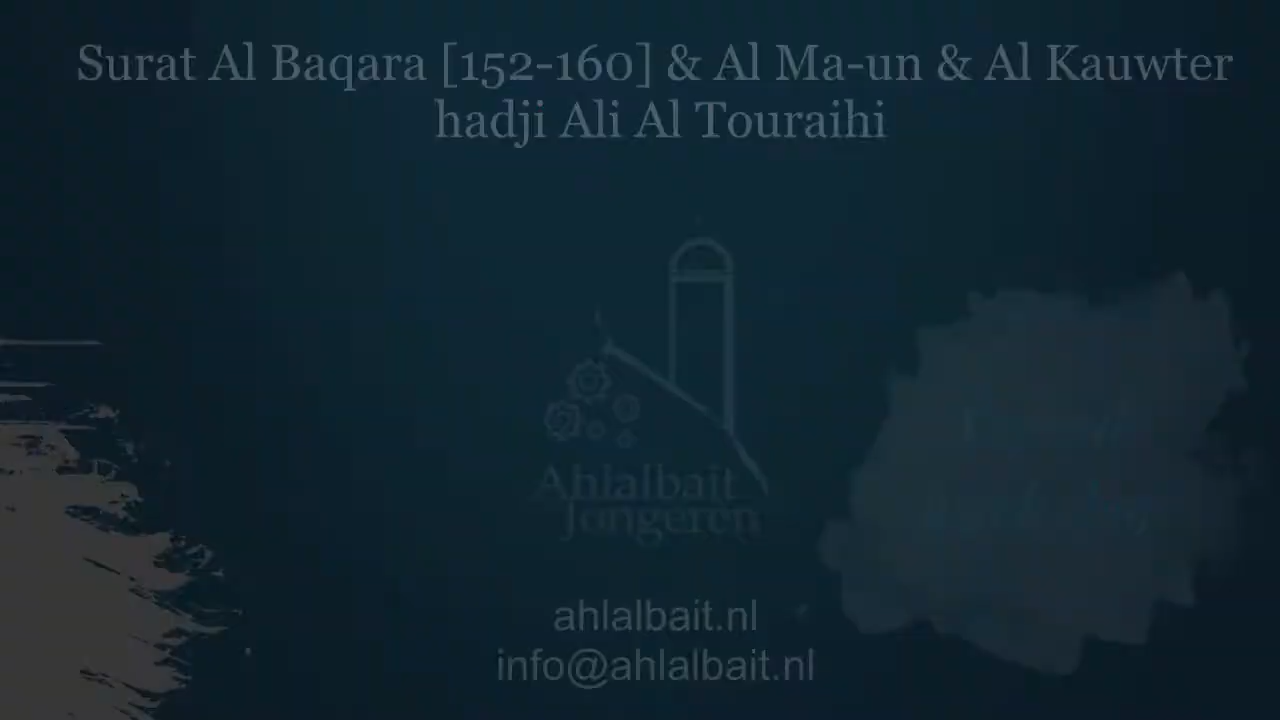 Surat Al Baqara [152-160] & Al Ma-un & Al Kauwter
hadji Ali Al Touraihi
Ahlalbait
Jongeren
ahlalbait.nl
info@ahlalbait.nl